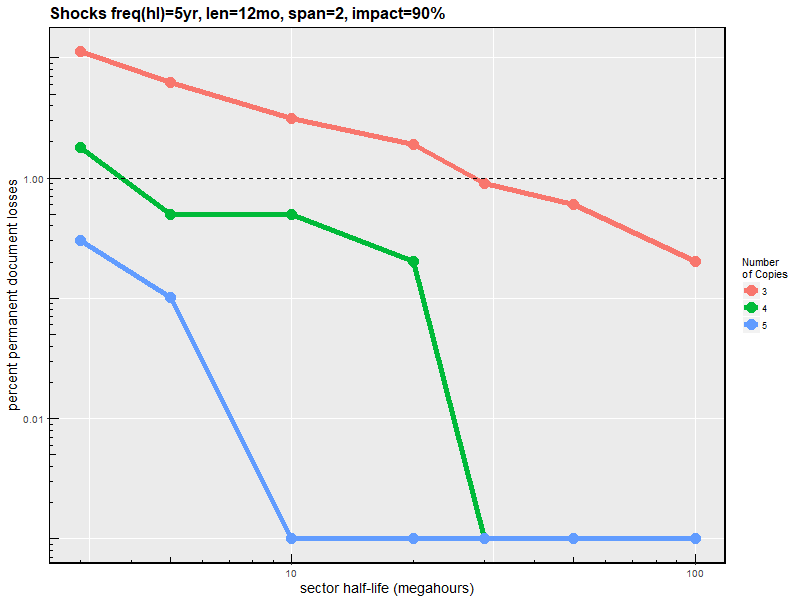 Shocks freq(hl)=5yr, len=12mo, span=2, impact=90%
percent permanent document losses
1.00
0.01
10
100
sector half-life (megahours)
Number
of Copies
3
4
5